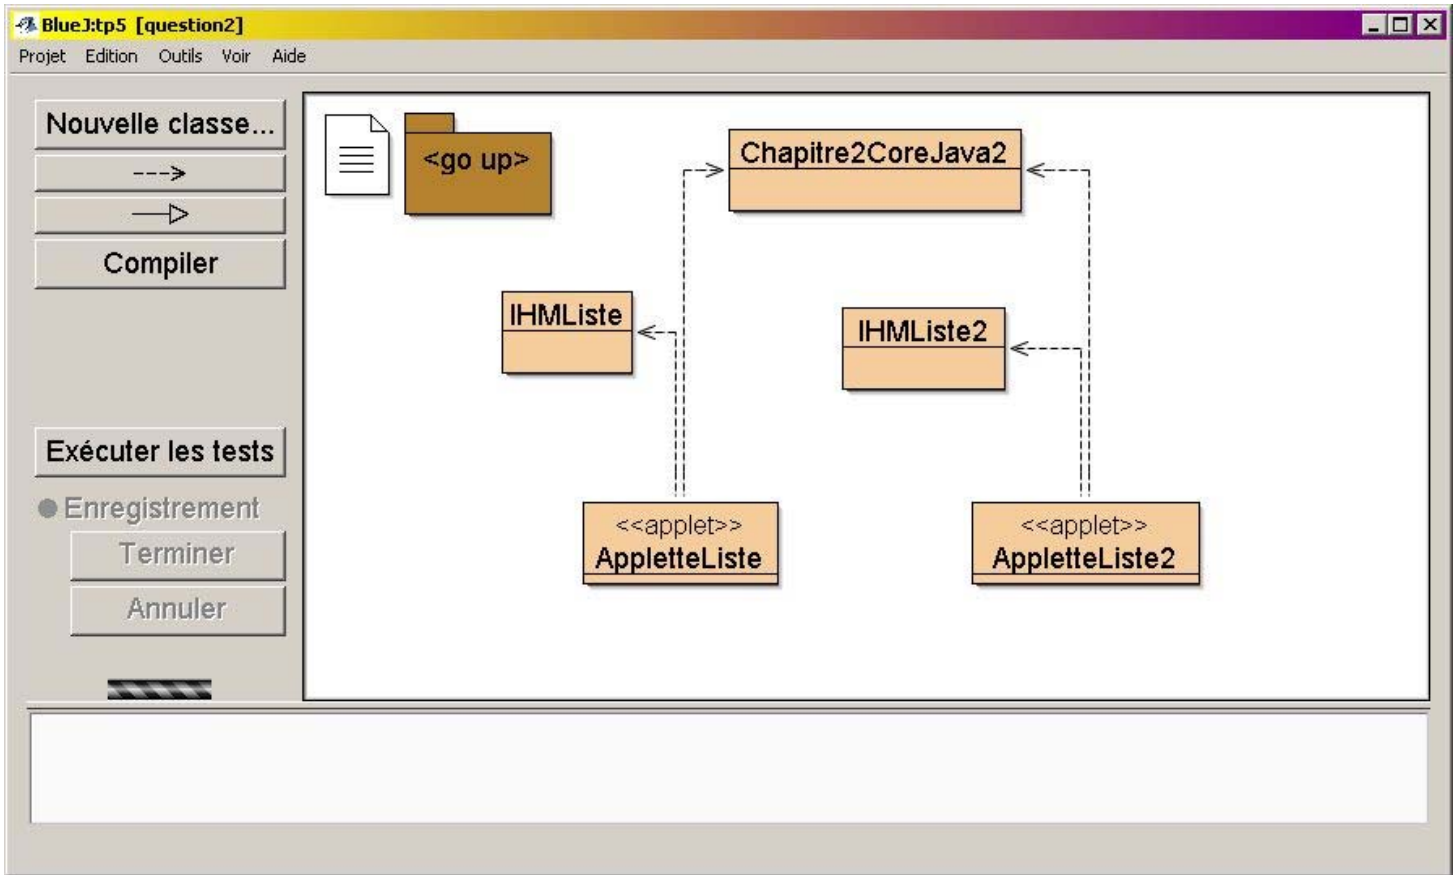 BlueJ:tp5 [question2]
Projet Edition Outils Voir Aide
Nouvelle classe...
Compiler
Exécuter les tests
Enregistrement
Terminer
Annuler
<go up>
Chapitre2CoreJava2
IHMListe
IHMListe2
<<applet>>
AppletteListe
<<applet>>
AppletteListe2